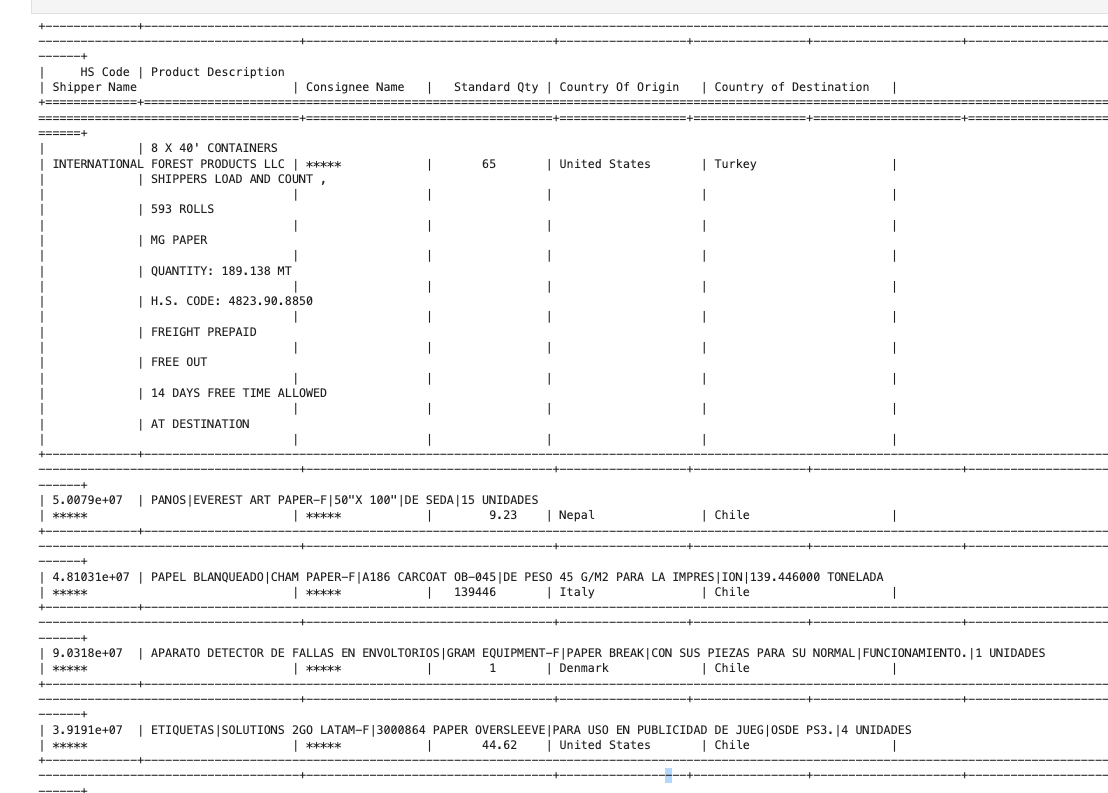 HS Code | Product Description
| Shipper Name | Consignee Name | Standard Qty | Country Of Origin | Country of Destination |
| | 8 X 40' CONTAINERS
| INTERNATIONAL FOREST PRODUCTS LLC | ***** | 65 | United States | Turkey |
| | SHIPPERS LOAD AND COUNT ,
| | 593 ROLLS
| | MG PAPER
| | QUANTITY: 189.138 MT
| | H.S. CODE: 4823.90.8850
| | FREIGHT PREPAID
| | FREE OUT
| | 14 DAYS FREE TIME ALLOWED
| | AT DESTINATION
| 5.0079e+07 | PANOS|EVEREST ART PAPER-F|50"X 100"|DE SEDA|15 UNIDADES
| ***** | ***** | 9.23 | Nepal | Chile |
| 4.81031e+07 | PAPEL BLANQUEADO|CHAM PAPER-F|A186 CARCOAT OB-045|DE PESO 45 G/M2 PARA LA IMPRES|ION|139.446000 TONELADA
| ***** | ***** | 139446 | Italy | Chile |
| 9.0318e+07 | APARATO DETECTOR DE FALLAS EN ENVOLTORIOS|GRAM EQUIPMENT-F|PAPER BREAK|CON SUS PIEZAS PARA SU NORMAL|FUNCIONAMIENTO.|1 UNIDADES
| ***** | ***** | 1 | Denmark | Chile |
| 3.9191e+07 | ETIQUETAS|SOLUTIONS 2GO LATAM-F|3000864 PAPER OVERSLEEVE|PARA USO EN PUBLICIDAD DE JUEG|OSDE PS3.|4 UNIDADES
| ***** | ***** | 44.62 | United States | Chile |